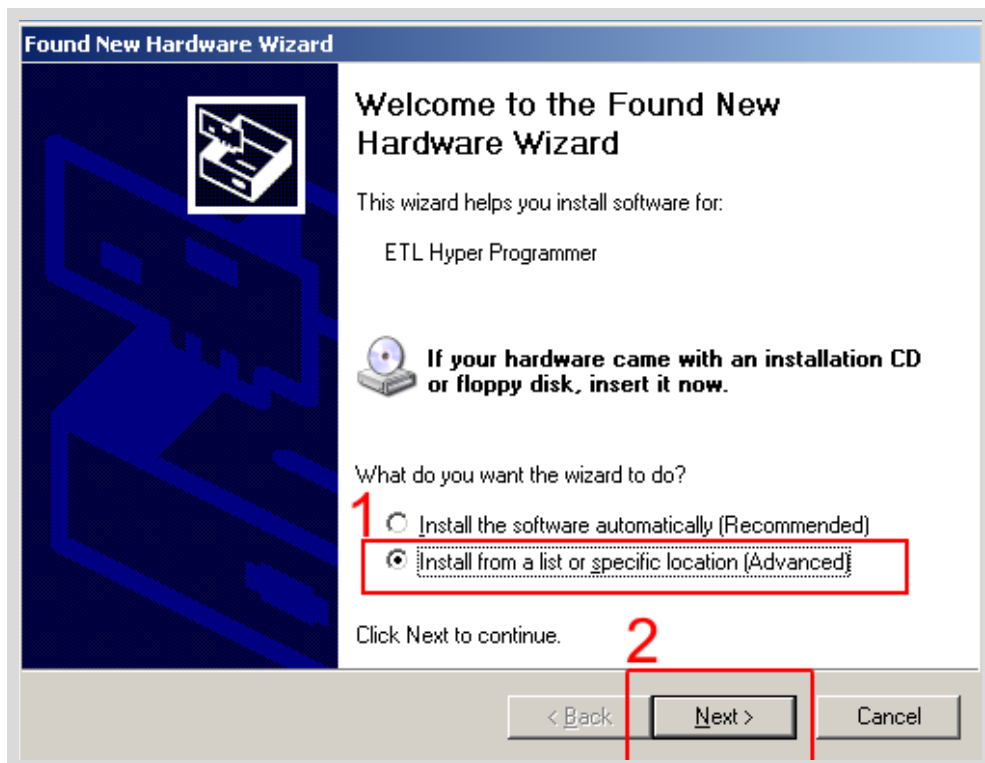 Found New Hardware Wizard
Welcome to the Found New
Hardware Wizard
This wizard helps you install software for:
ETL Hyper Programmer
If your hardware came with an installation CD
or floppy disk, insert it now.
What do you want the wizard to do?
1
Install the software automatically (Recommended)
Install from a list or specific location (Advanced)
Click Next to continue.
2
< Back
Next >
Cancel